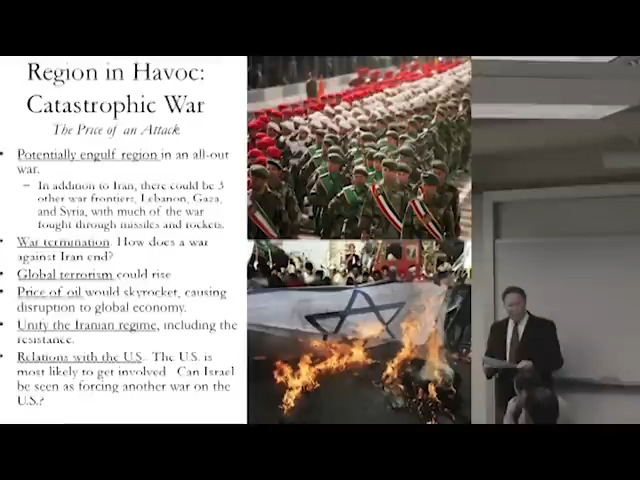 Region in Havoc:
Catastrophic War
The Price of an Attack
• Potentially engulf region in an all-out
war.
– In addition to Iran, there could be 3
other war frontiers, Lebanon, Gaza,
and Syria, with much of the war
fought through missiles and rockets.
• War termination. How does a war
against Iran end?
• Global terrorism could rise
• Price of oil would skyrocket, causing
disruption to global economy.
• Unify the Iranian regime, including the
resistance.
• Relations with the U.S.. The U.S. is
most likely to get involved. Can Israel
be seen as forcing another war on the
U.S.?